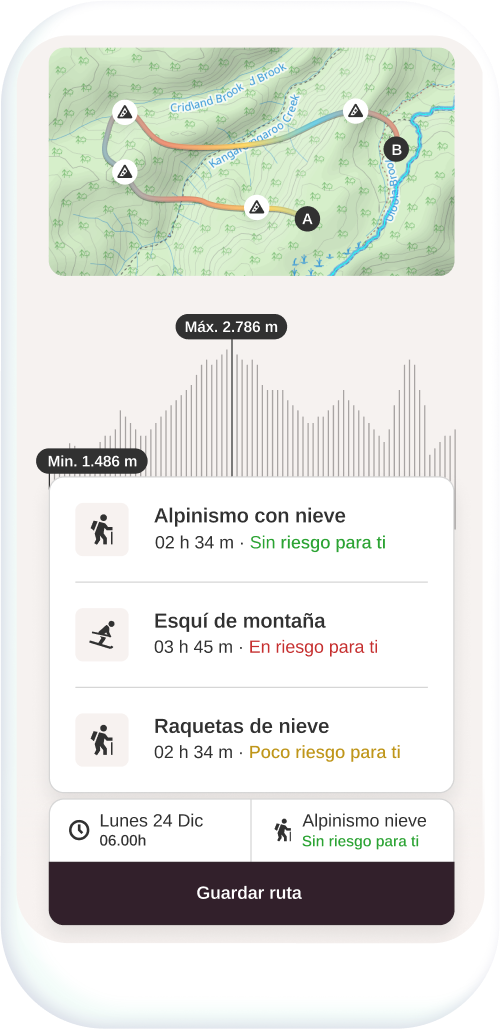 Cridland Brook
d Brook
Kangaroo Creek
B
A
Máx. 2.786 m
Min. 1.486 m
Alpinismo con nieve
02 h 34 m · Sin riesgo para ti
Esquí de montaña
03 h 45 m · En riesgo para ti
Raquetas de nieve
02 h 34 m · Poco riesgo para ti
Lunes 24 Dic
06.00h
Alpinismo nieve
Sin riesgo para ti
Guardar ruta